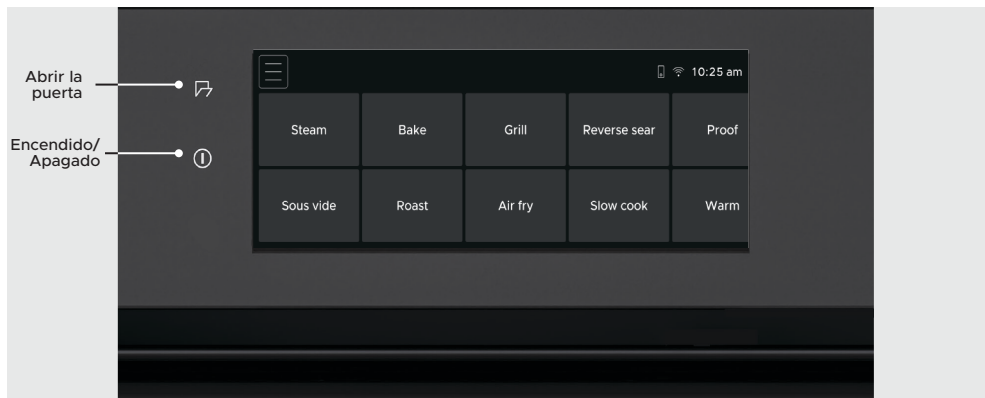 Abrir la
puerta
Encendido/
Apagado
10:25 am
Steam Bake Grill Reverse sear Proof
Sous vide Roast Air fry Slow cook Warm